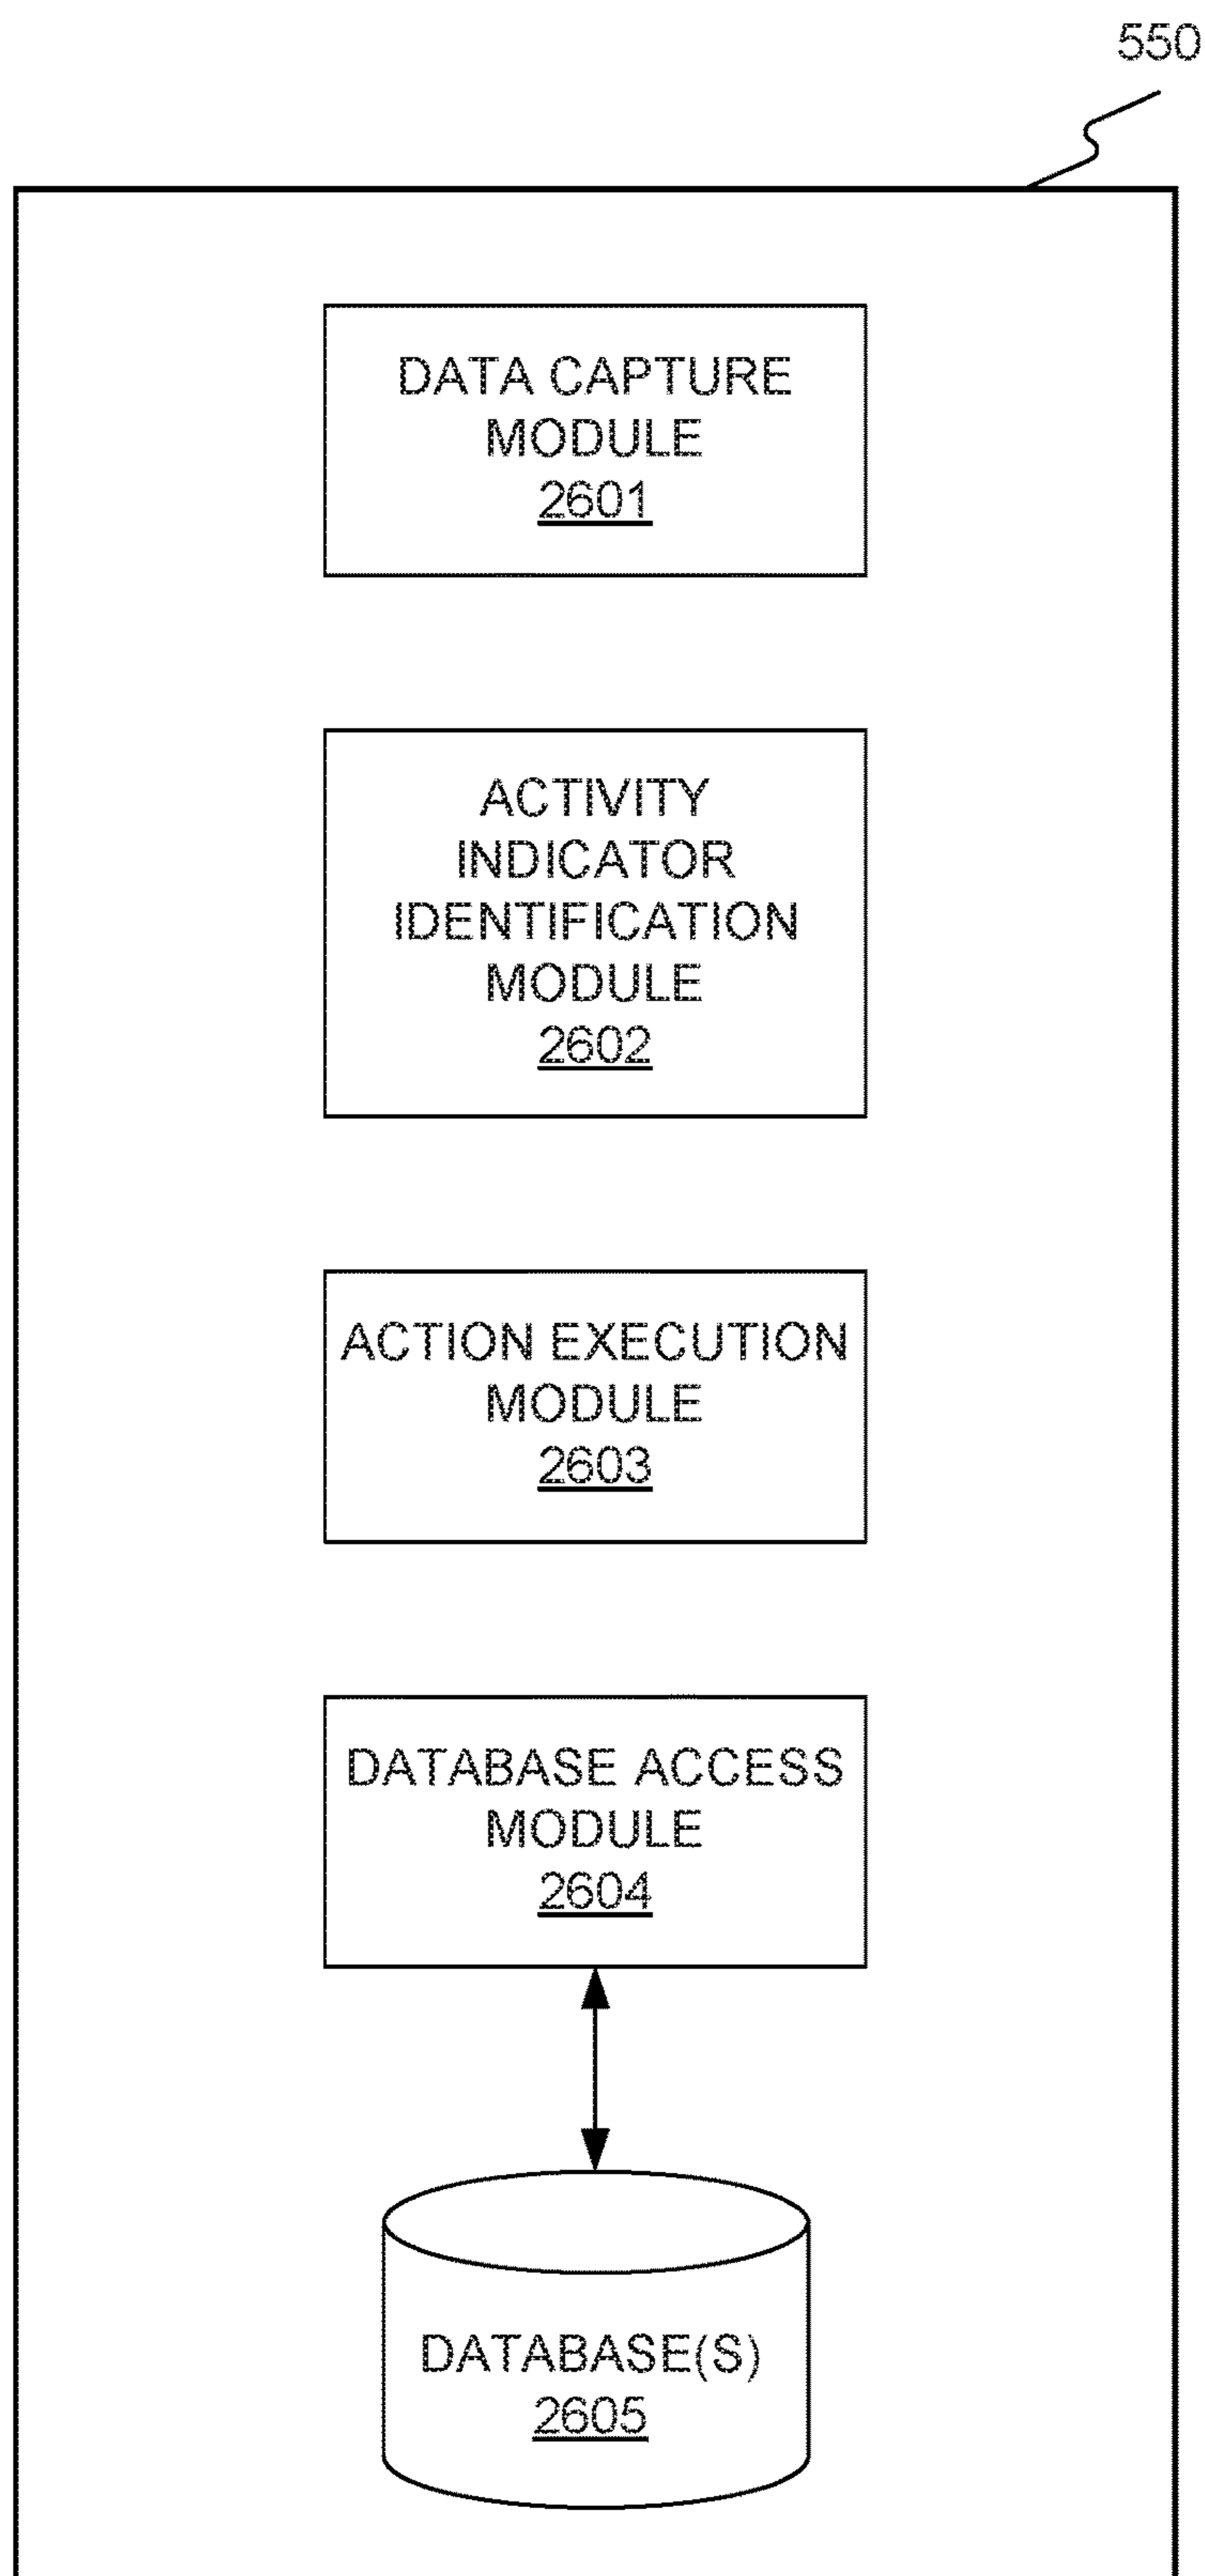 550
DATA CAPTURE
MODULE
2601
ACTIVITY
INDICATOR
IDENTIFICATION
MODULE
2602
ACTION EXECUTION
MODULE
2603
DATABASE ACCESS
MODULE
2604
DATABASE(S)
2605